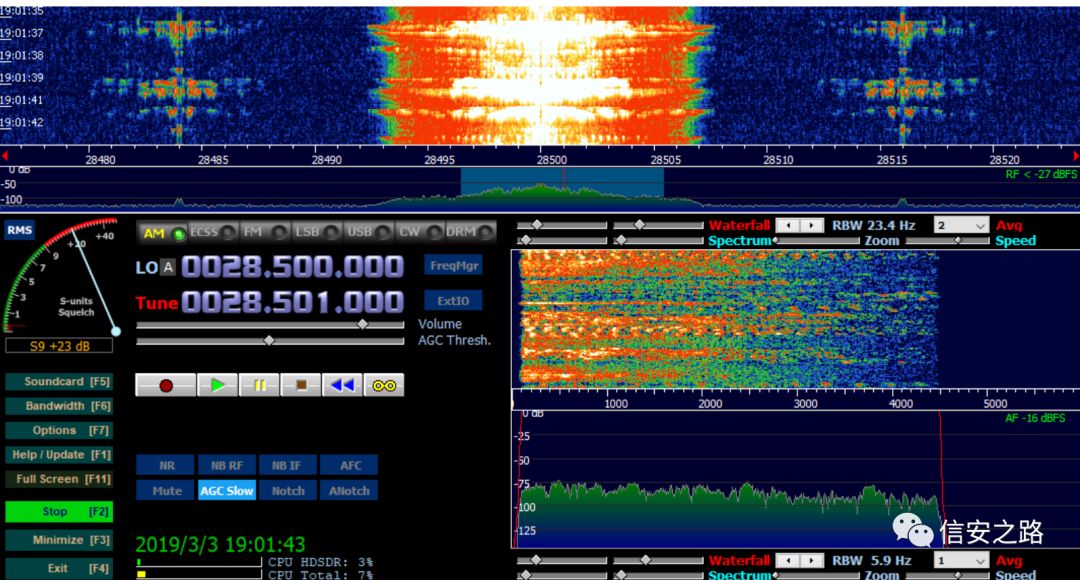 19:01:35
19:01:37
19:01:38
19:01:39
19:01:41
19:01:42
28480 28485 28490 28495 28500 28505 28510 28515 28520
0 dB
RF < -27 dBFS
-50
-100
RMS
1 3 5 7 9 +20 +40
S-units
Squelch
S9 +23 dB
AM ECSS FM LSB USB CW DRM
LO A 0028.500.000
FreqMgr
Tune 0028.501.000
ExtIO
Volume
AGC Thresh.
Soundcard [F5]
Bandwidth [F6]
Options [F7]
Help / Update [F1]
Full Screen [F11]
Stop [F2]
Minimize [F3]
Exit [F4]
NR NB RF NB IF AFC
Mute AGC Slow Notch ANotch
2019/3/3 19:01:43
CPU HDSDR: 3%
CPU Total: 7%
Waterfall RBW 23.4 Hz 2 Avg
Spectrum Zoom Speed
1000 2000 3000 4000 5000
0 dB
AF -16 dBFS
-25
-50
-75
-100
-125
信安之路
Waterfall RBW 5.9 Hz 1 Avg
Spectrum Zoom Speed